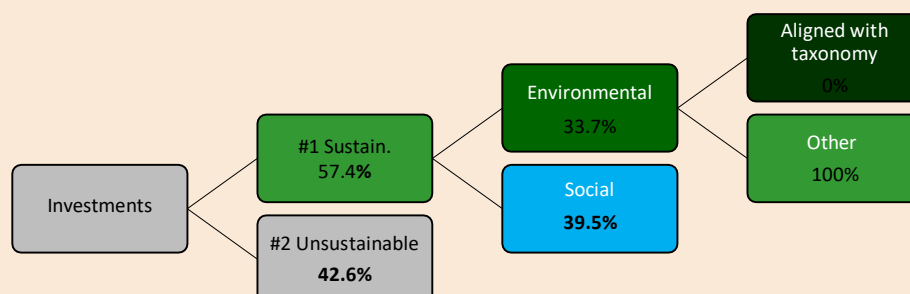 Investments
#1 Sustain.
57.4%
#2 Unsustainable
42.6%
Environmental
33.7%
Social
39.5%
Aligned with
taxonomy
0%
Other
100%